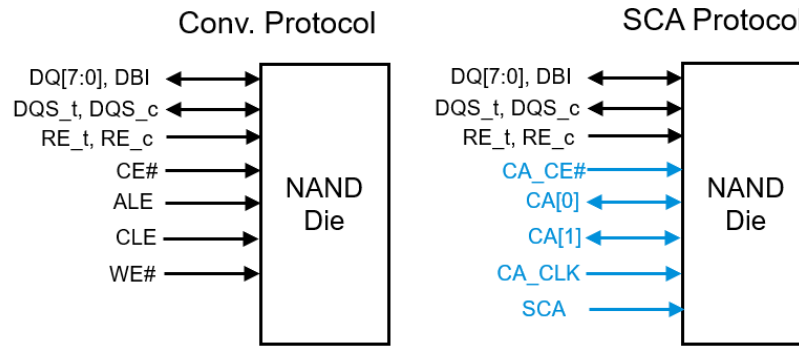 Conv. Protocol
DQ[7:0], DBI
DQS_t, DQS_c
RE_t, RE_c
CE#
ALE
CLE
WE#
NAND
Die
SCA Protocol
DQ[7:0], DBI
DQS_t, DQS_c
RE_t, RE_c
CA_CE#
CA[0]
CA[1]
CA_CLK
SCA
NAND
Die